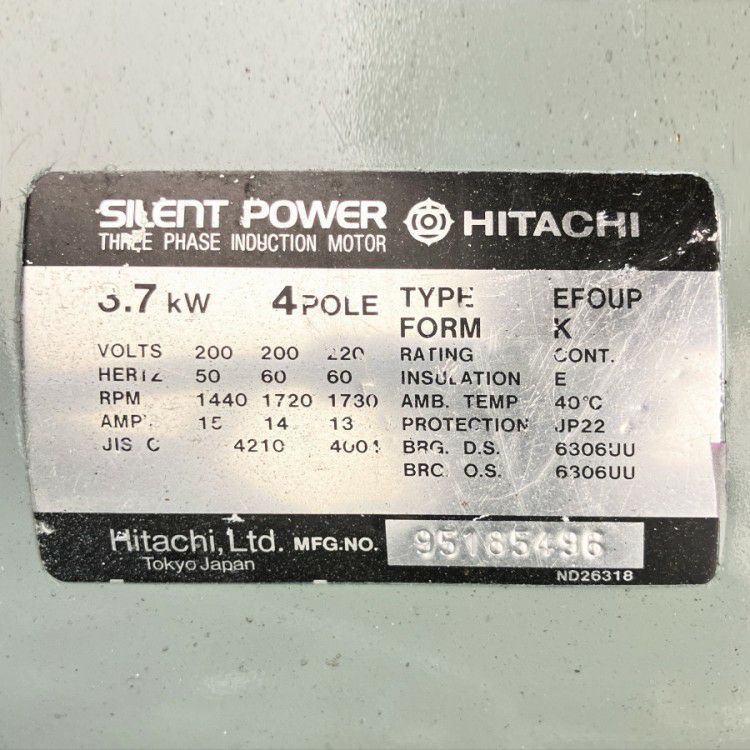 SILENT POWER HITACHI
THREE PHASE INDUCTION MOTOR
3.7 kW 4 POLE TYPE EFOUP
FORM K
VOLTS 200 200 220 RATING CONT.
HERTZ 50 60 60 INSULATION E
RPM 1440 1720 1730 AMB. TEMP 40°C
AMP. 15 14 13 PROTECTION JP22
JIS C 4210 4004 BRG. D.S. 6306UU
BRG. O.S. 6306UU
Hitachi, Ltd. MFG.NO. 95165496
Tokyo Japan
ND26318